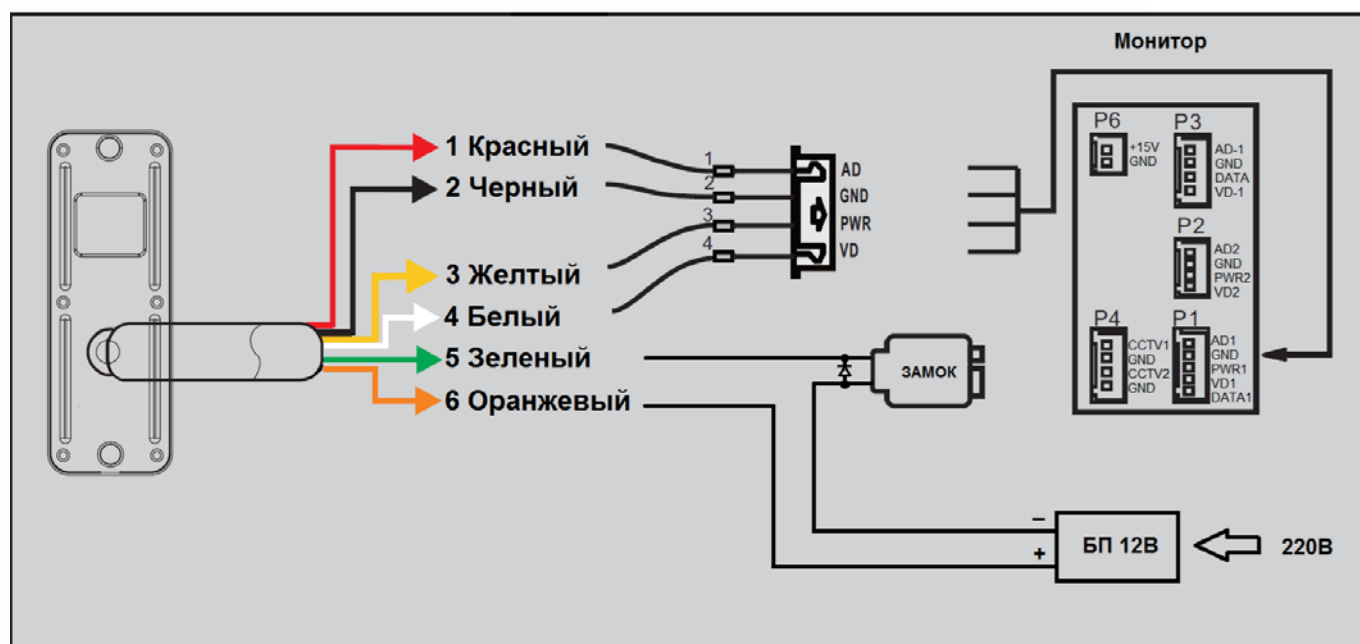 Монитор
1 Красный
2 Черный
3 Желтый
4 Белый
5 Зеленый
6 Оранжевый
1
2
3
4
AD
GND
PWR
VD
P6
+15V
GND
P3
AD-1
GND
DATA
VD-1
P2
AD2
GND
PWR2
VD2
P4
CCTV1
GND
CCTV2
GND
P1
AD1
GND
PWR1
VD1
DATA1
ЗАМОК
–
+
БП 12В
220В